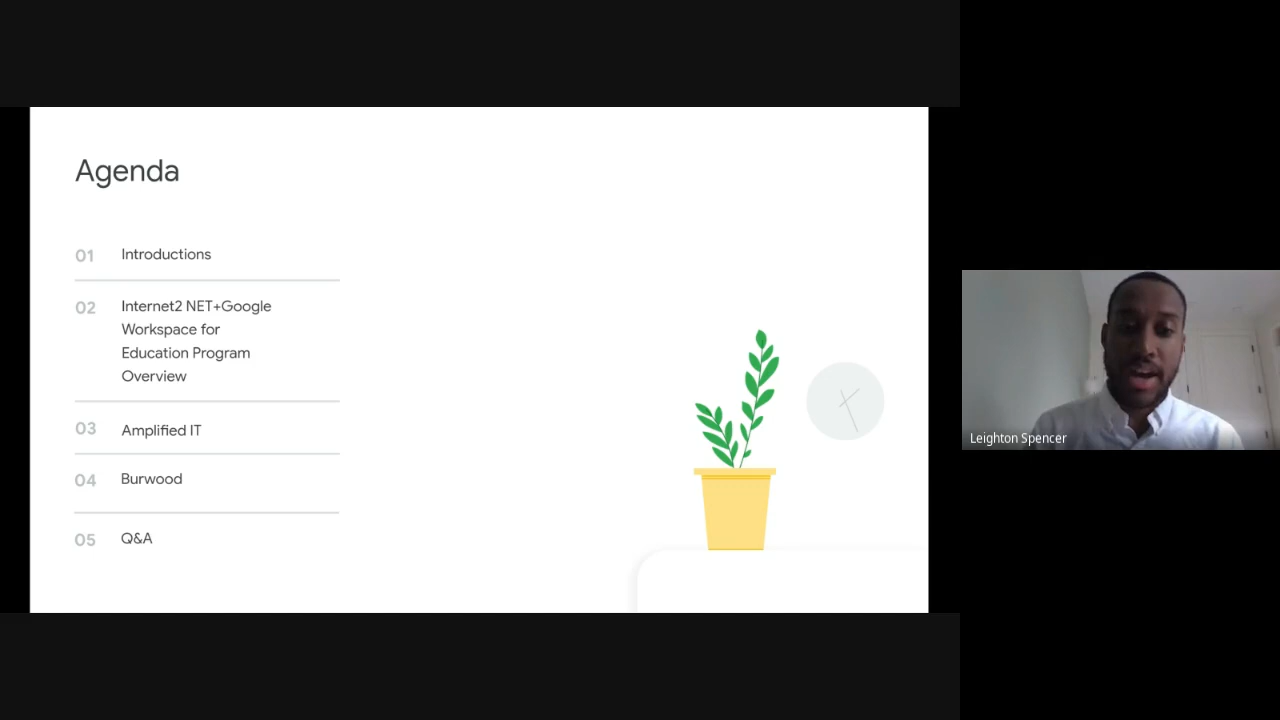 Agenda
01 Introductions
02 Internet2 NET+Google
Workspace for
Education Program
Overview
03 Amplified IT
04 Burwood
05 Q&A
Leighton Spencer